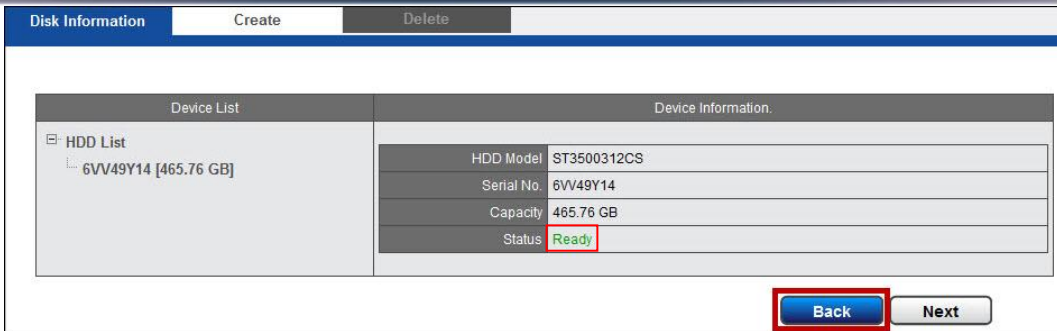 Disk Information Create Delete
Device List Device Information.
HDD List
6VV49Y14 [465.76 GB]
HDD Model ST3500312CS
Serial No. 6VV49Y14
Capacity 465.76 GB
Status Ready
Back Next